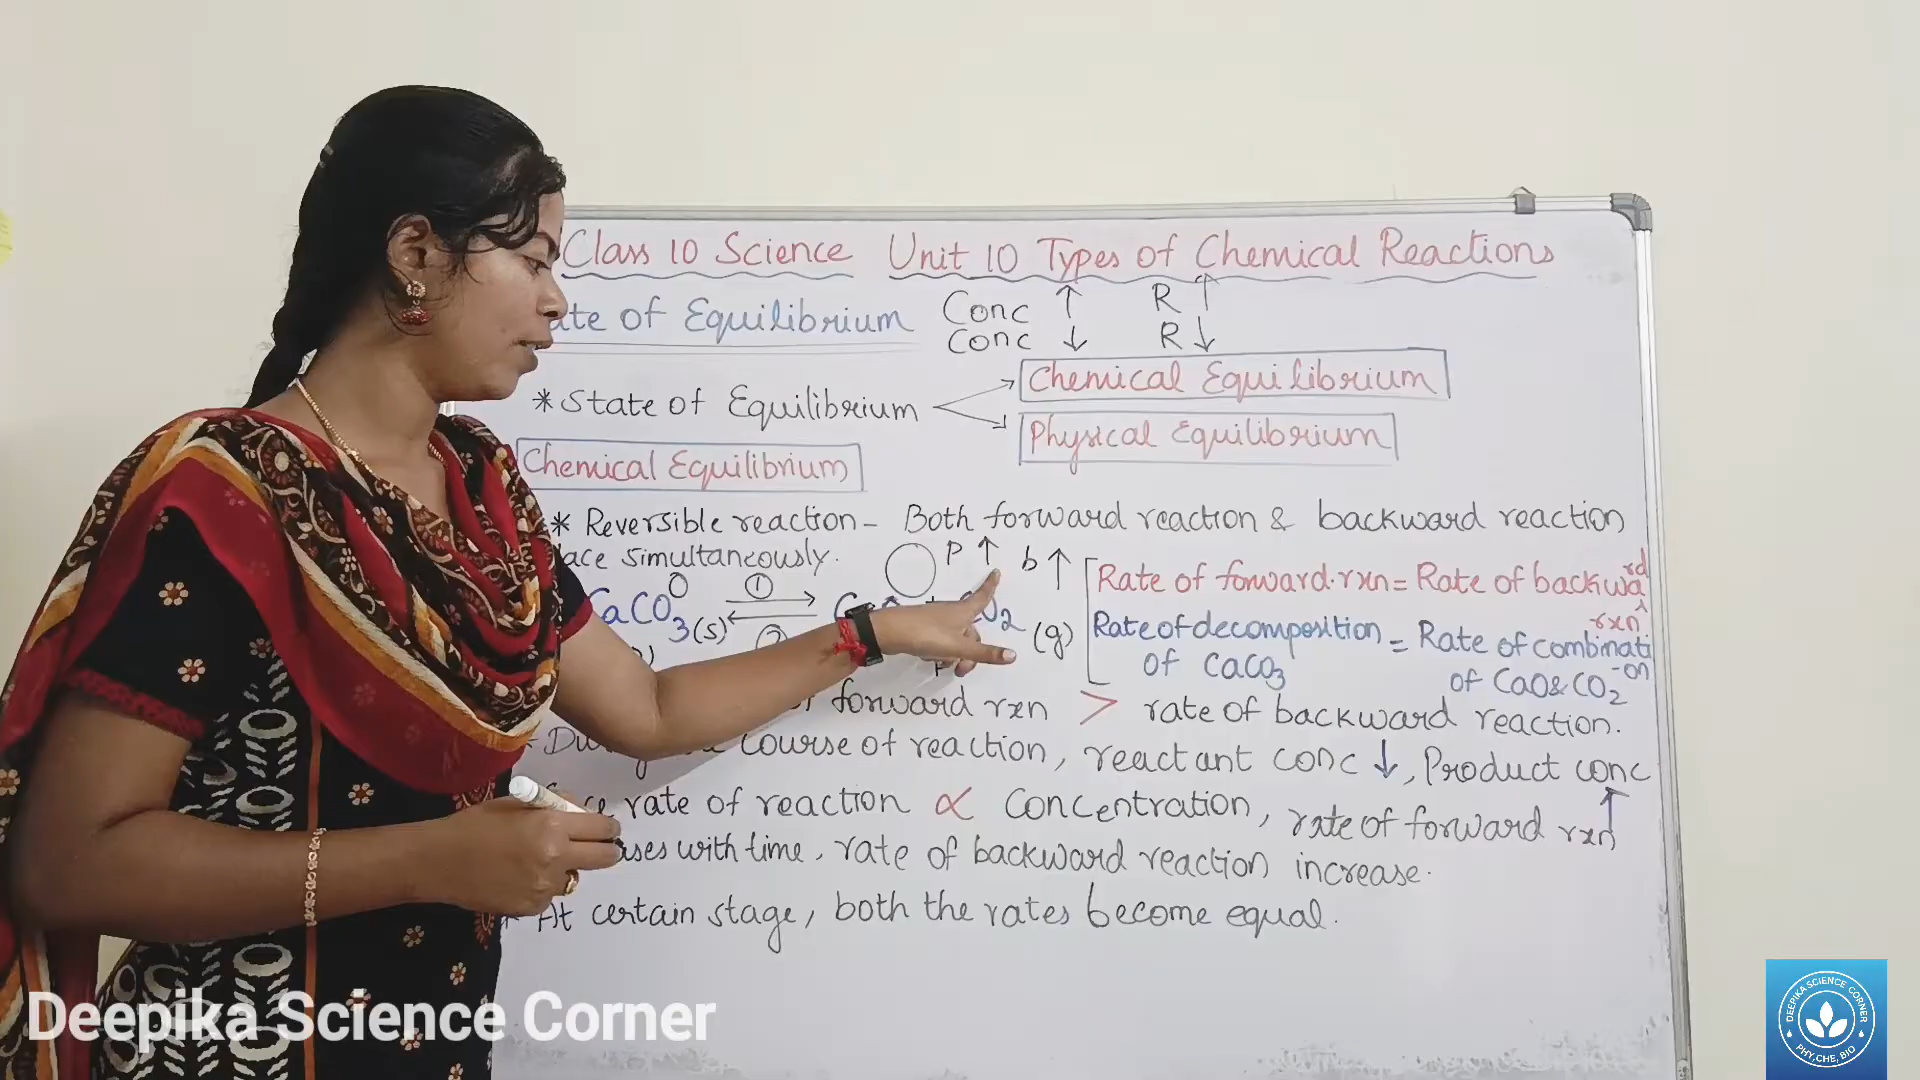 Class 10 Science Unit 10 Types of Chemical Reactions
of Equilibrium
Conc ↑ R ↑
Conc ↓ R ↓
*State of Equilibrium
Chemical Equilibrium
Physical Equilibrium
Chemical Equilibrium
* Reversible reaction - Both forward reaction & backward reaction
simultaneously.
P ↑ b ↑
①
(s)
(g)
Rate of forward.rxn = Rate of backward
rxn
Rate of decomposition = Rate of combination
of CaCO3 of CaO & CO2
forward rxn > rate of backward reaction.
course of reaction, reactant conc ↓, Product conc ↑
rate of reaction ∝ Concentration, rate of forward rxn
with time, rate of backward reaction increase.
* At certain stage, both the rates become equal.
Deepika Science Corner
DEEPIKA SCIENCE CORNER
PHY, CHE, BIO